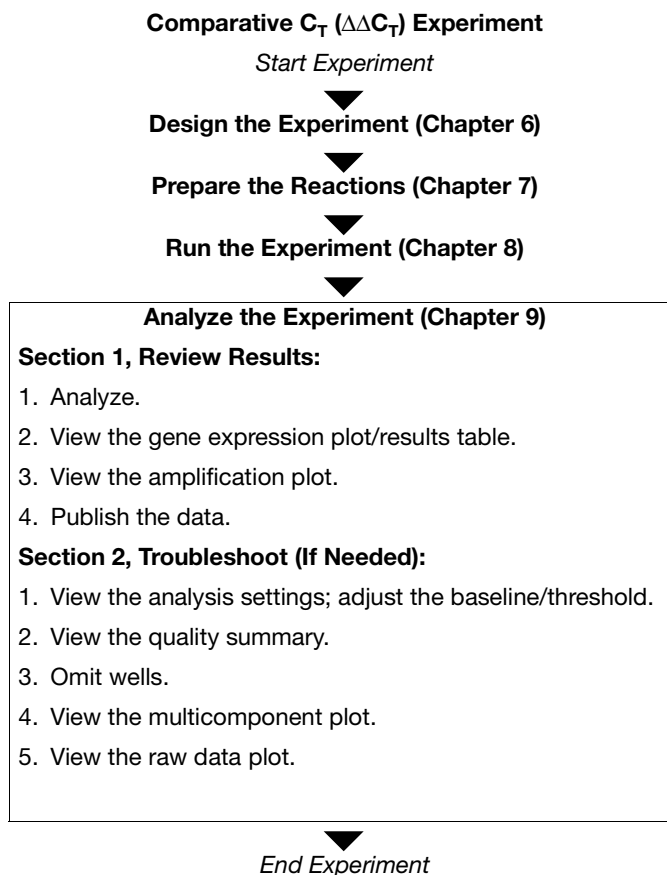 Comparative CT (ΔΔCT) Experiment
Start Experiment
Design the Experiment (Chapter 6)
Prepare the Reactions (Chapter 7)
Run the Experiment (Chapter 8)
Analyze the Experiment (Chapter 9)
Section 1, Review Results:
1. Analyze.
2. View the gene expression plot/results table.
3. View the amplification plot.
4. Publish the data.
Section 2, Troubleshoot (If Needed):
1. View the analysis settings; adjust the baseline/threshold.
2. View the quality summary.
3. Omit wells.
4. View the multicomponent plot.
5. View the raw data plot.
End Experiment